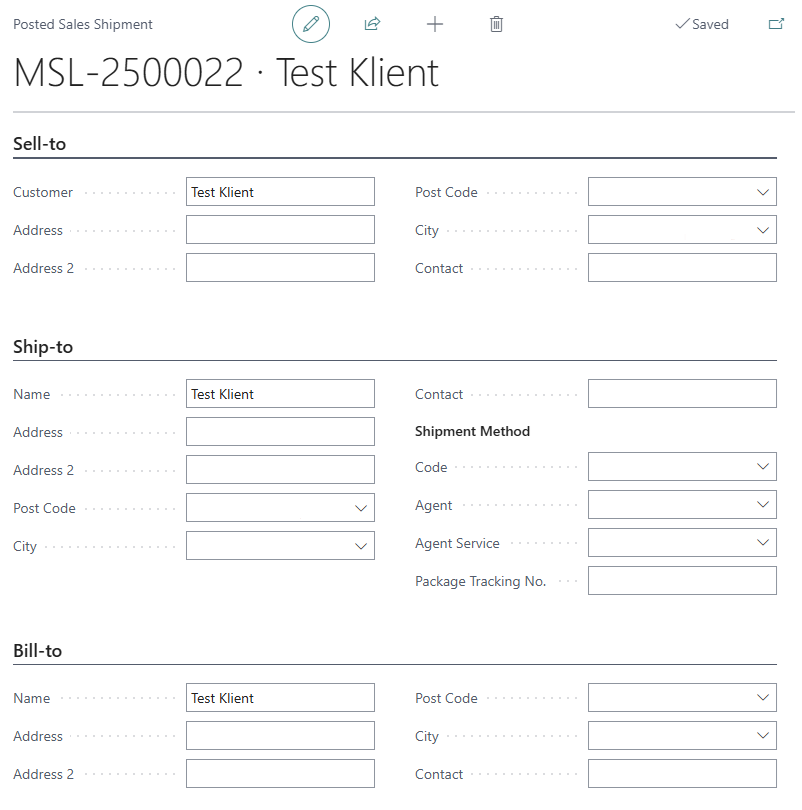 Posted Sales Shipment
Saved
MSL-2500022 · Test Klient
Sell-to
Customer Test Klient Post Code
Address City
Address 2 Contact
Ship-to
Name Test Klient Contact
Address Shipment Method
Address 2 Code
Post Code Agent
City Agent Service
Package Tracking No.
Bill-to
Name Test Klient Post Code
Address City
Address 2 Contact